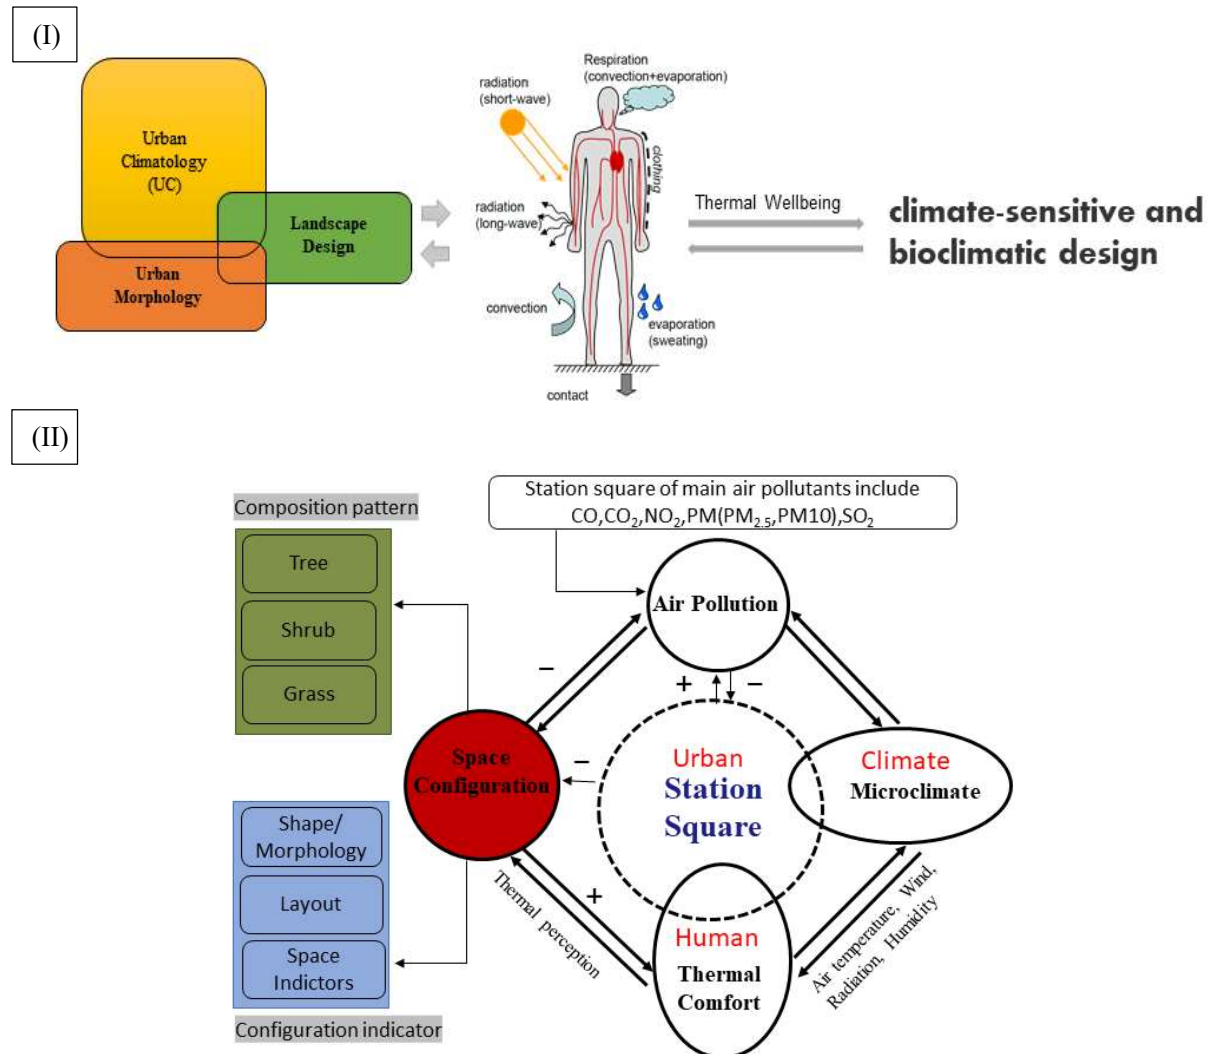 (I)
Urban
Climatology
(UC)
Landscape
Design
Urban
Morphology
radiation
(short-wave)
Respiration
(convection+evaporation)
clothing
radiation
(long-wave)
convection
evaporation
(sweating)
contact
Thermal Wellbeing
climate-sensitive and
bioclimatic design
(II)
Composition pattern
Tree
Shrub
Grass
Station square of main air pollutants include
CO,CO₂,NO₂,PM(PM₂.₅,PM10),SO₂
Air Pollution
−
+
−
Space
Configuration
−
Urban
Station
Square
Climate
Microclimate
Shape/
Morphology
Layout
Space
Indictors
Configuration indicator
+
Thermal perception
Human
Thermal
Comfort
Air temperature, Wind,
Radiation, Humidity